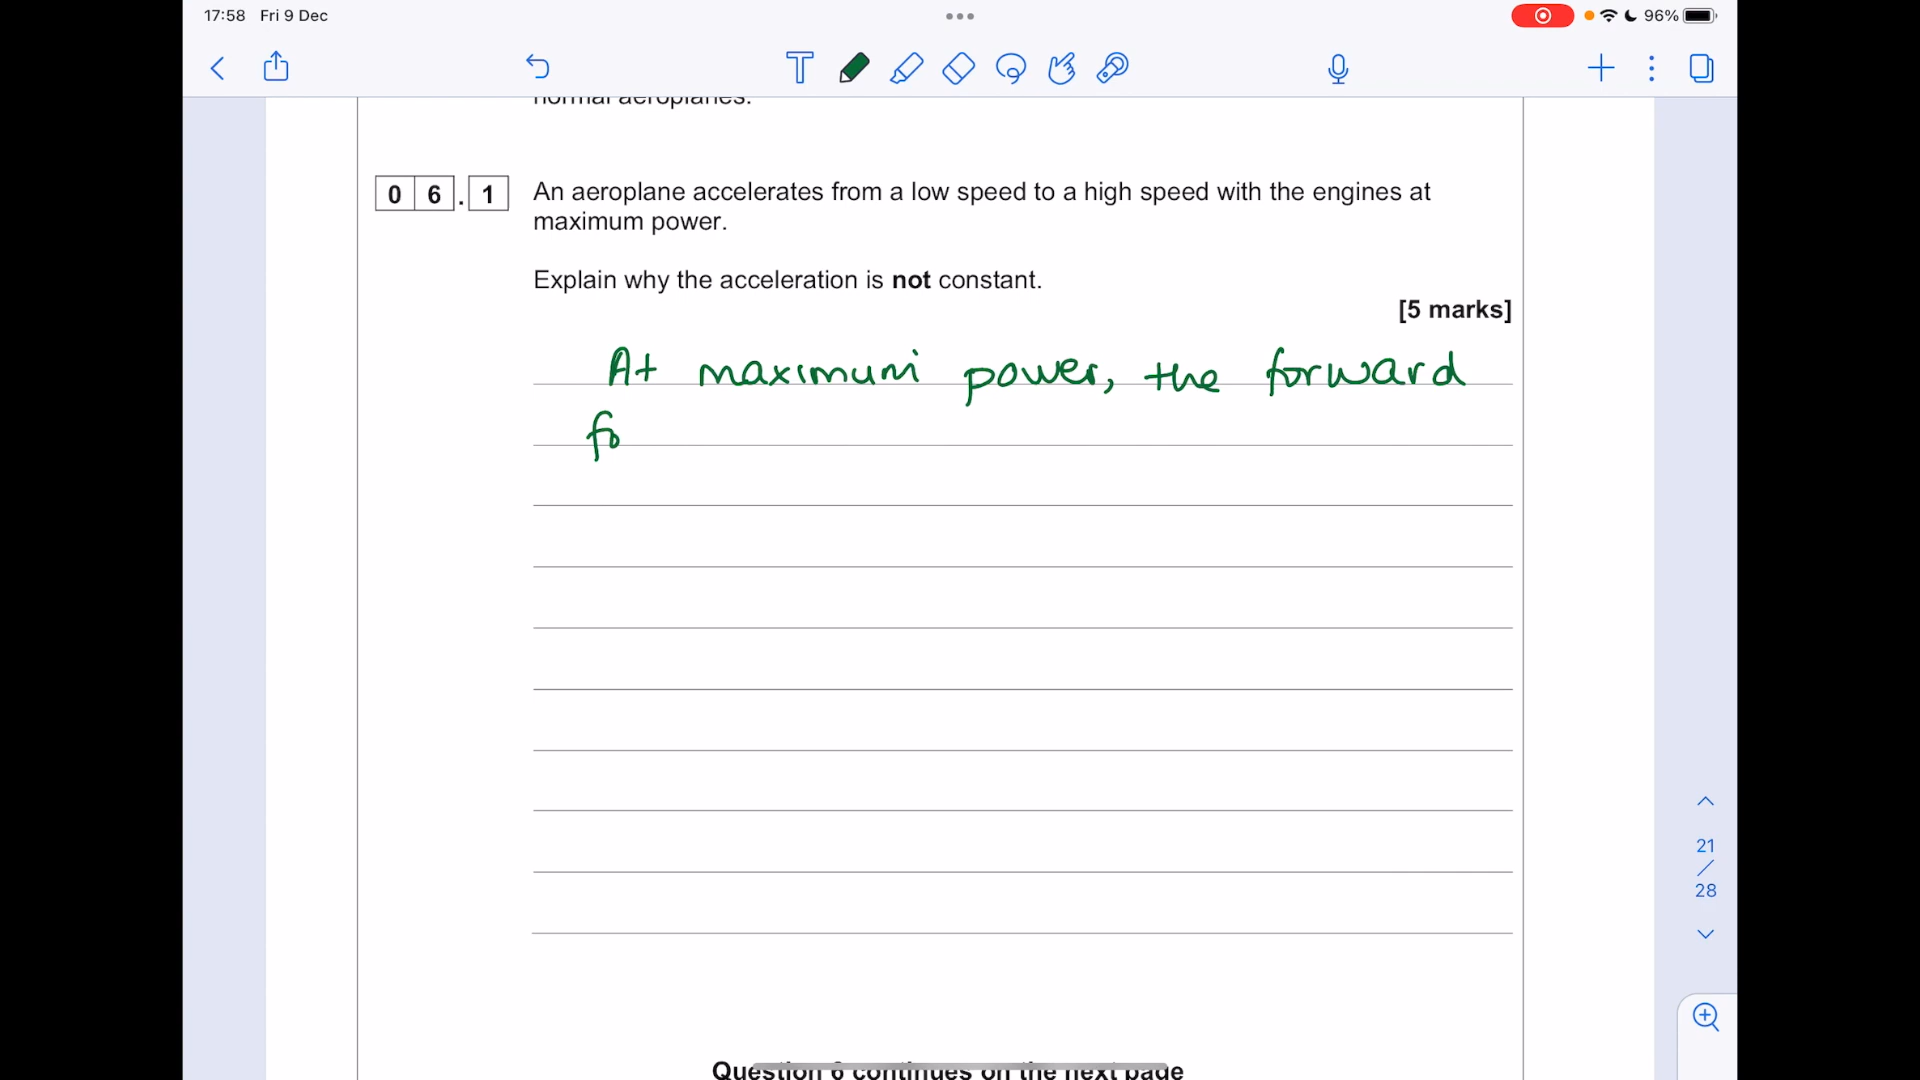 17:58 Fri 9 Dec
96%
normal aeroplanes.
0 6 . 1 An aeroplane accelerates from a low speed to a high speed with the engines at
maximum power.
Explain why the acceleration is not constant.
[5 marks]
At maximum power, the forward
fo
21
/
28
Question 6 continues on the next page